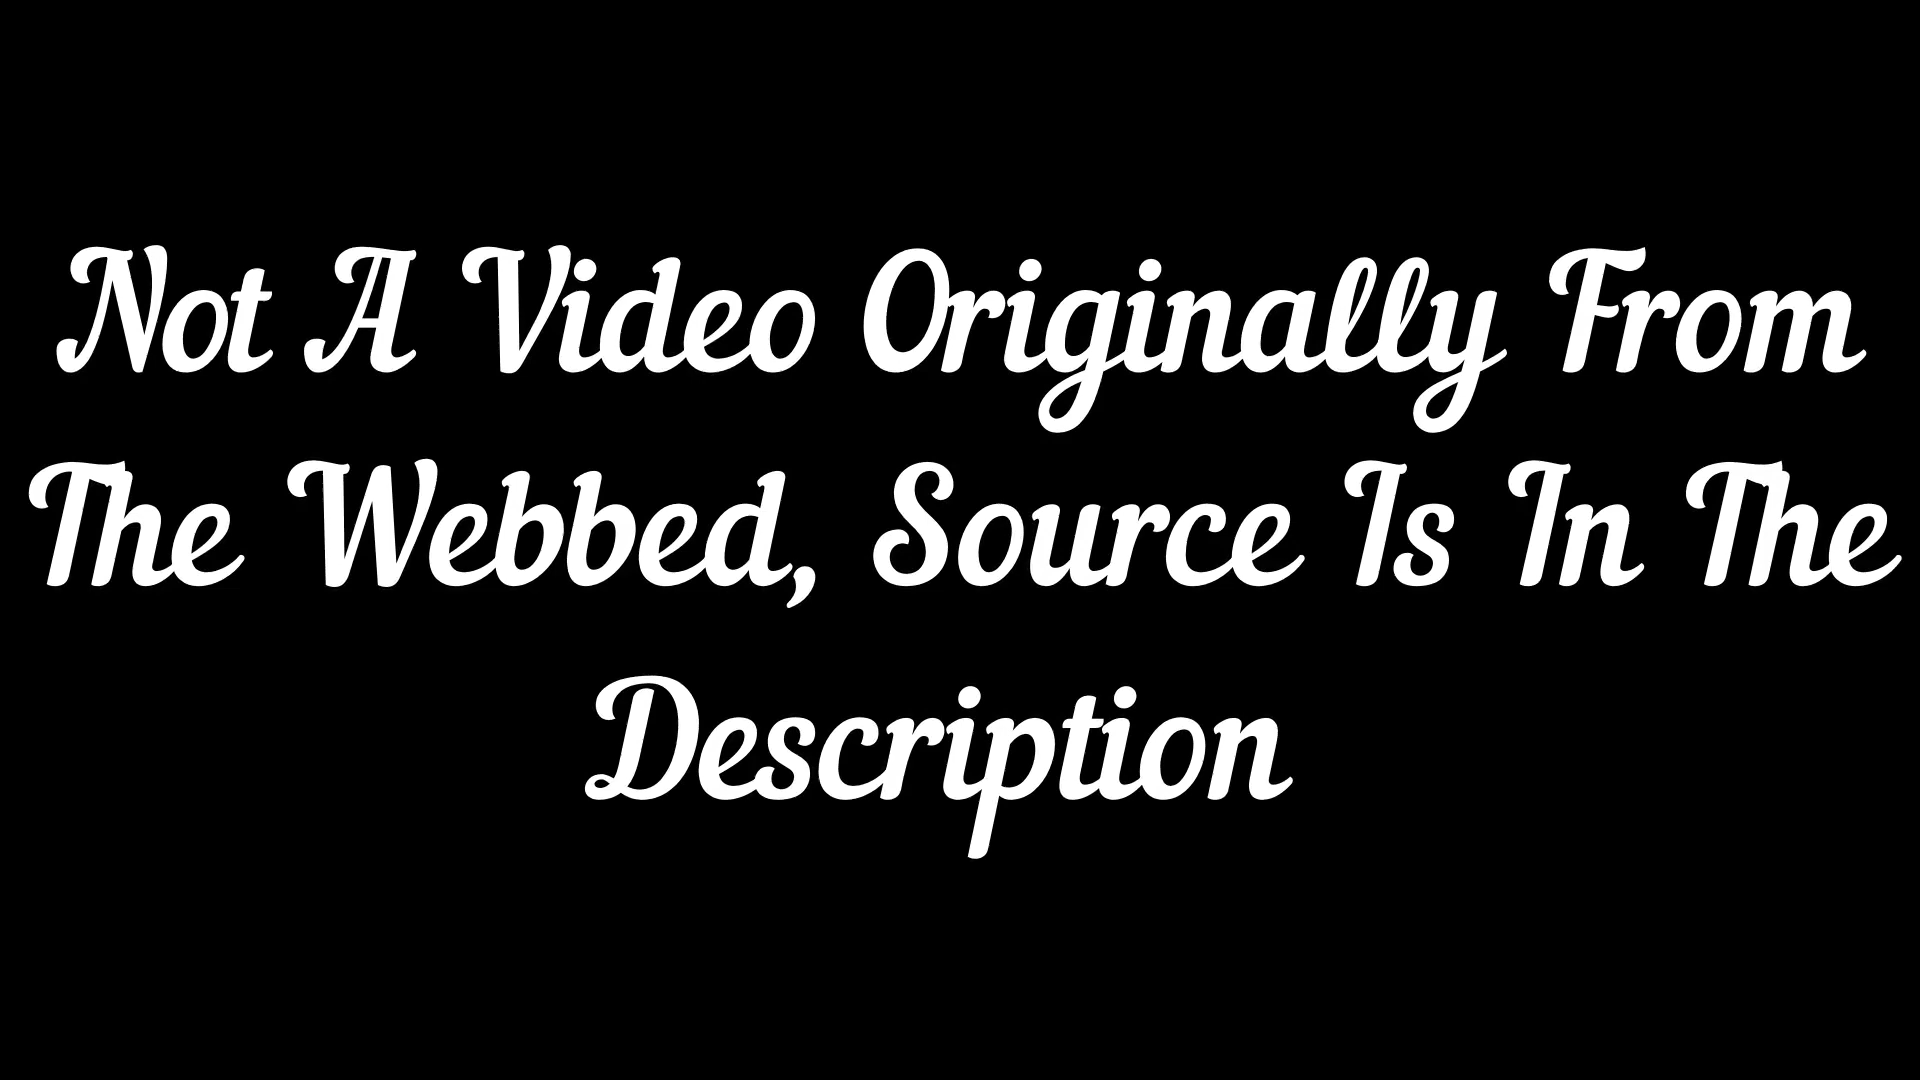 Not A Video Originally From
The Webbed, Source Is In The
Description